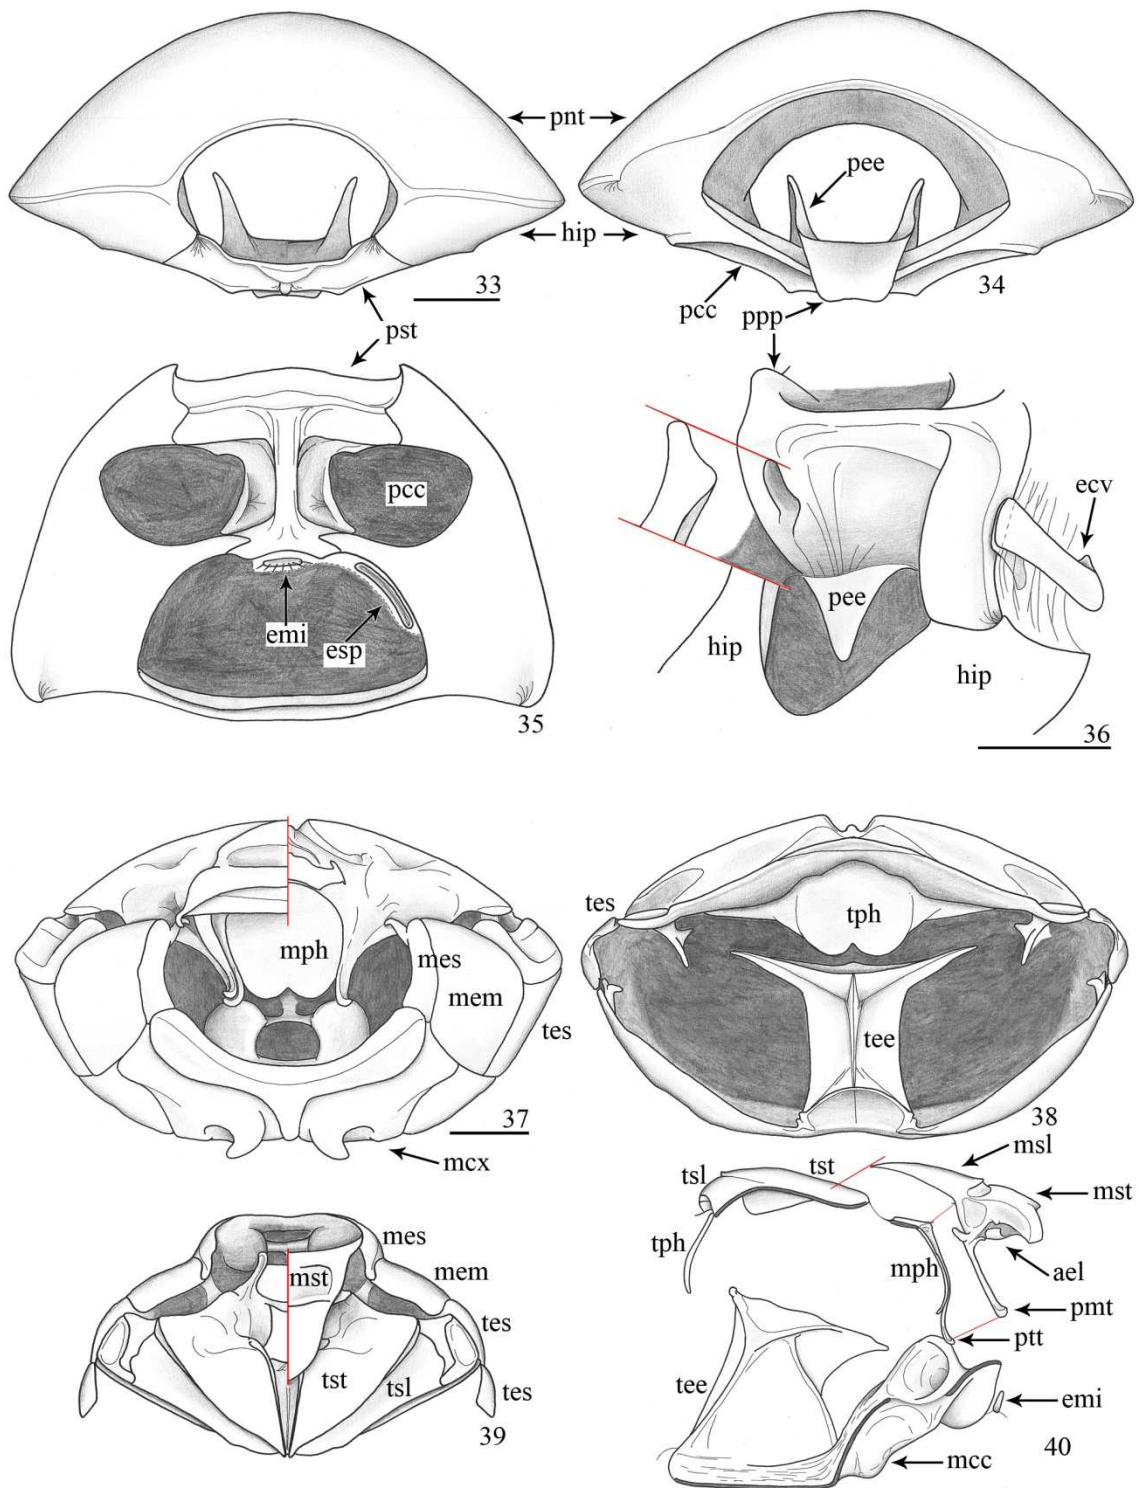 pnt
pee
hip
33
34
pcc
ppp
pst
pcc
ecv
emi
esp
pee
hip
hip
35
36
mph
mes
mem
tes
tes
tph
tee
37
38
mcx
msl
tst
tsl
mst
mes
tph
mst
mem
mph
ael
tes
pmt
ptt
tst
tsl
tee
tes
emi
39
40
mcc